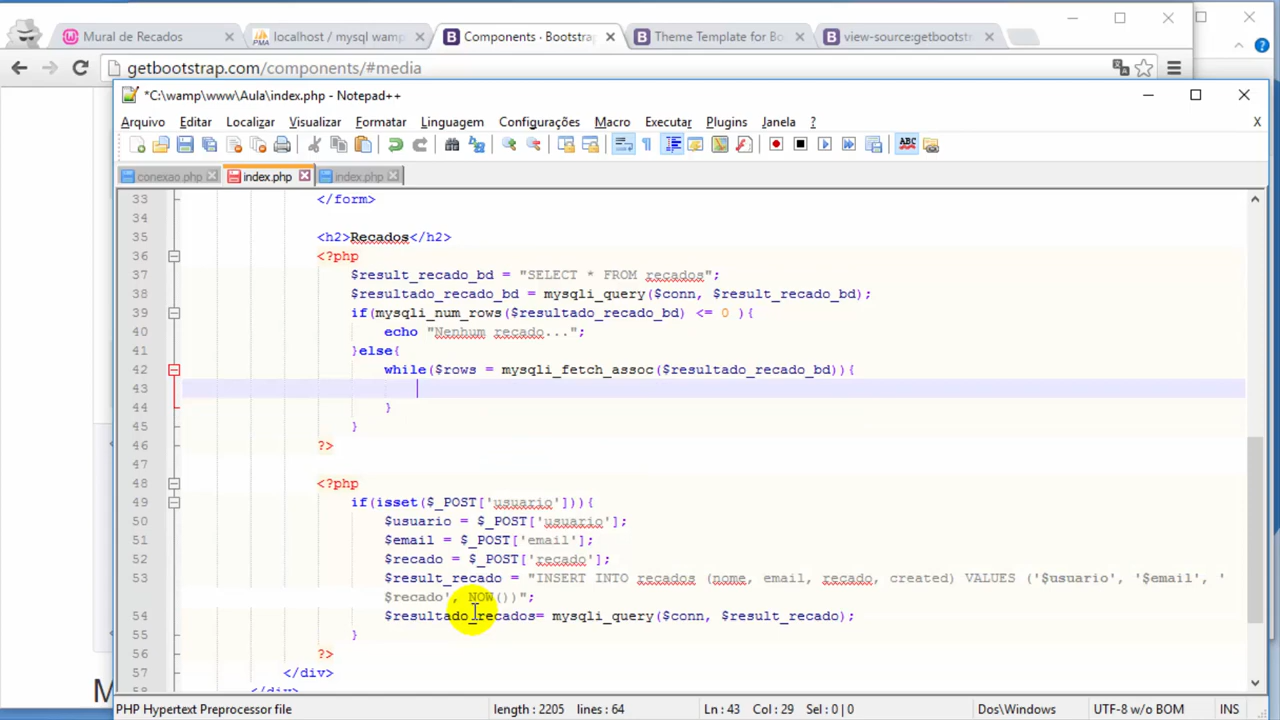 Mural de Recados
localhost / mysql wamp
Components · Bootstrap
Theme Template for Bo
view-source:getbootstr
getbootstrap.com/components/#media
*C:\wamp\www\Aula\index.php - Notepad++
Arquivo Editar Localizar Visualizar Formatar Linguagem Configurações Macro Executar Plugins Janela ? X
conexao.php index.php index.php
33 </form>
34
35 <h2>Recados</h2>
36 <?php
37 $result_recado_bd = "SELECT * FROM recados";
38 $resultado_recado_bd = mysqli_query($conn, $result_recado_bd);
39 if(mysqli_num_rows($resultado_recado_bd) <= 0 ){
40 echo "Nenhum recado...";
41 }else{
42 while($rows = mysqli_fetch_assoc($resultado_recado_bd)){
43
44 }
45 }
46 ?>
47
48 <?php
49 if(isset($_POST['usuario'])){
50 $usuario = $_POST['usuario'];
51 $email = $_POST['email'];
52 $recado = $_POST['recado'];
53 $result_recado = "INSERT INTO recados (nome, email, recado, created) VALUES ('$usuario', '$email', '
$recado', NOW())";
54 $resultado_recados= mysqli_query($conn, $result_recado);
55 }
56 ?>
57 </div>
58 </div>
M
PHP Hypertext Preprocessor file length : 2205 lines : 64 Ln : 43 Col : 29 Sel : 0 | 0 Dos\Windows UTF-8 w/o BOM INS